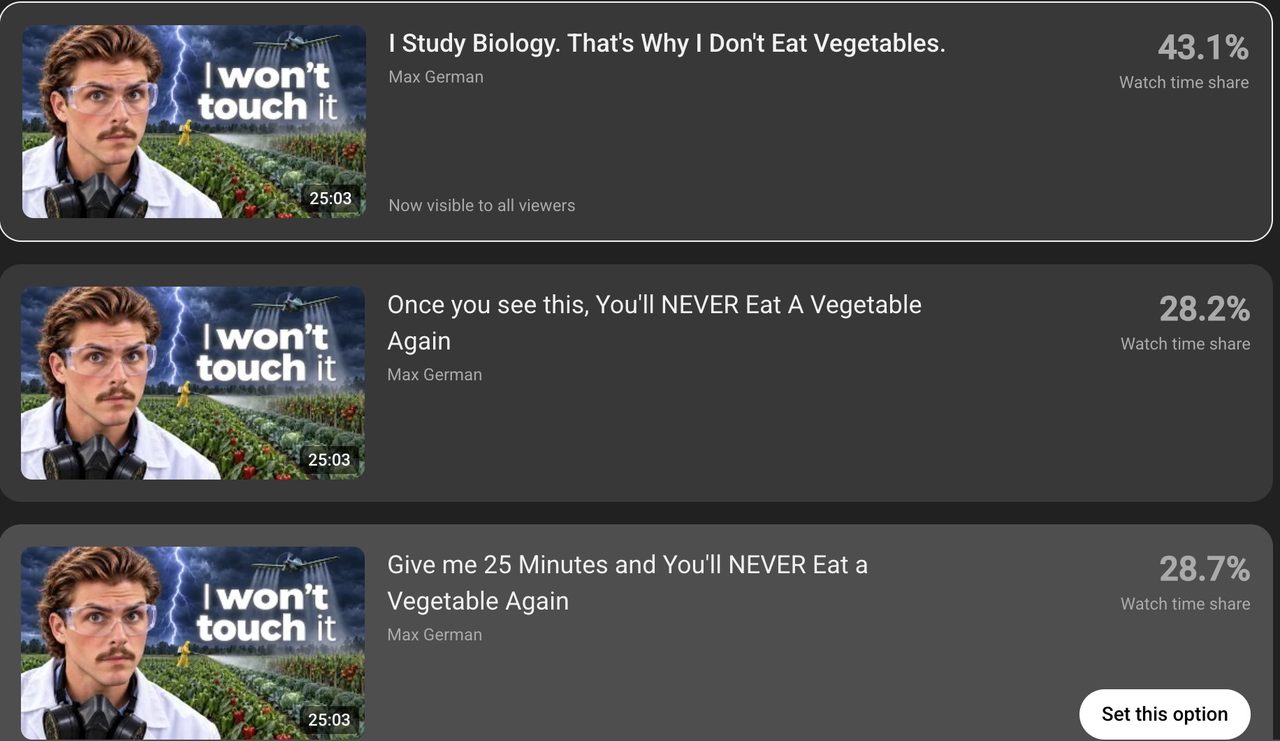 I won't
touch it
25:03
I Study Biology. That's Why I Don't Eat Vegetables.
Max German
Now visible to all viewers
43.1%
Watch time share
I won't
touch it
25:03
Once you see this, You'll NEVER Eat A Vegetable
Again
Max German
28.2%
Watch time share
I won't
touch it
25:03
Give me 25 Minutes and You'll NEVER Eat a
Vegetable Again
Max German
28.7%
Watch time share
Set this option